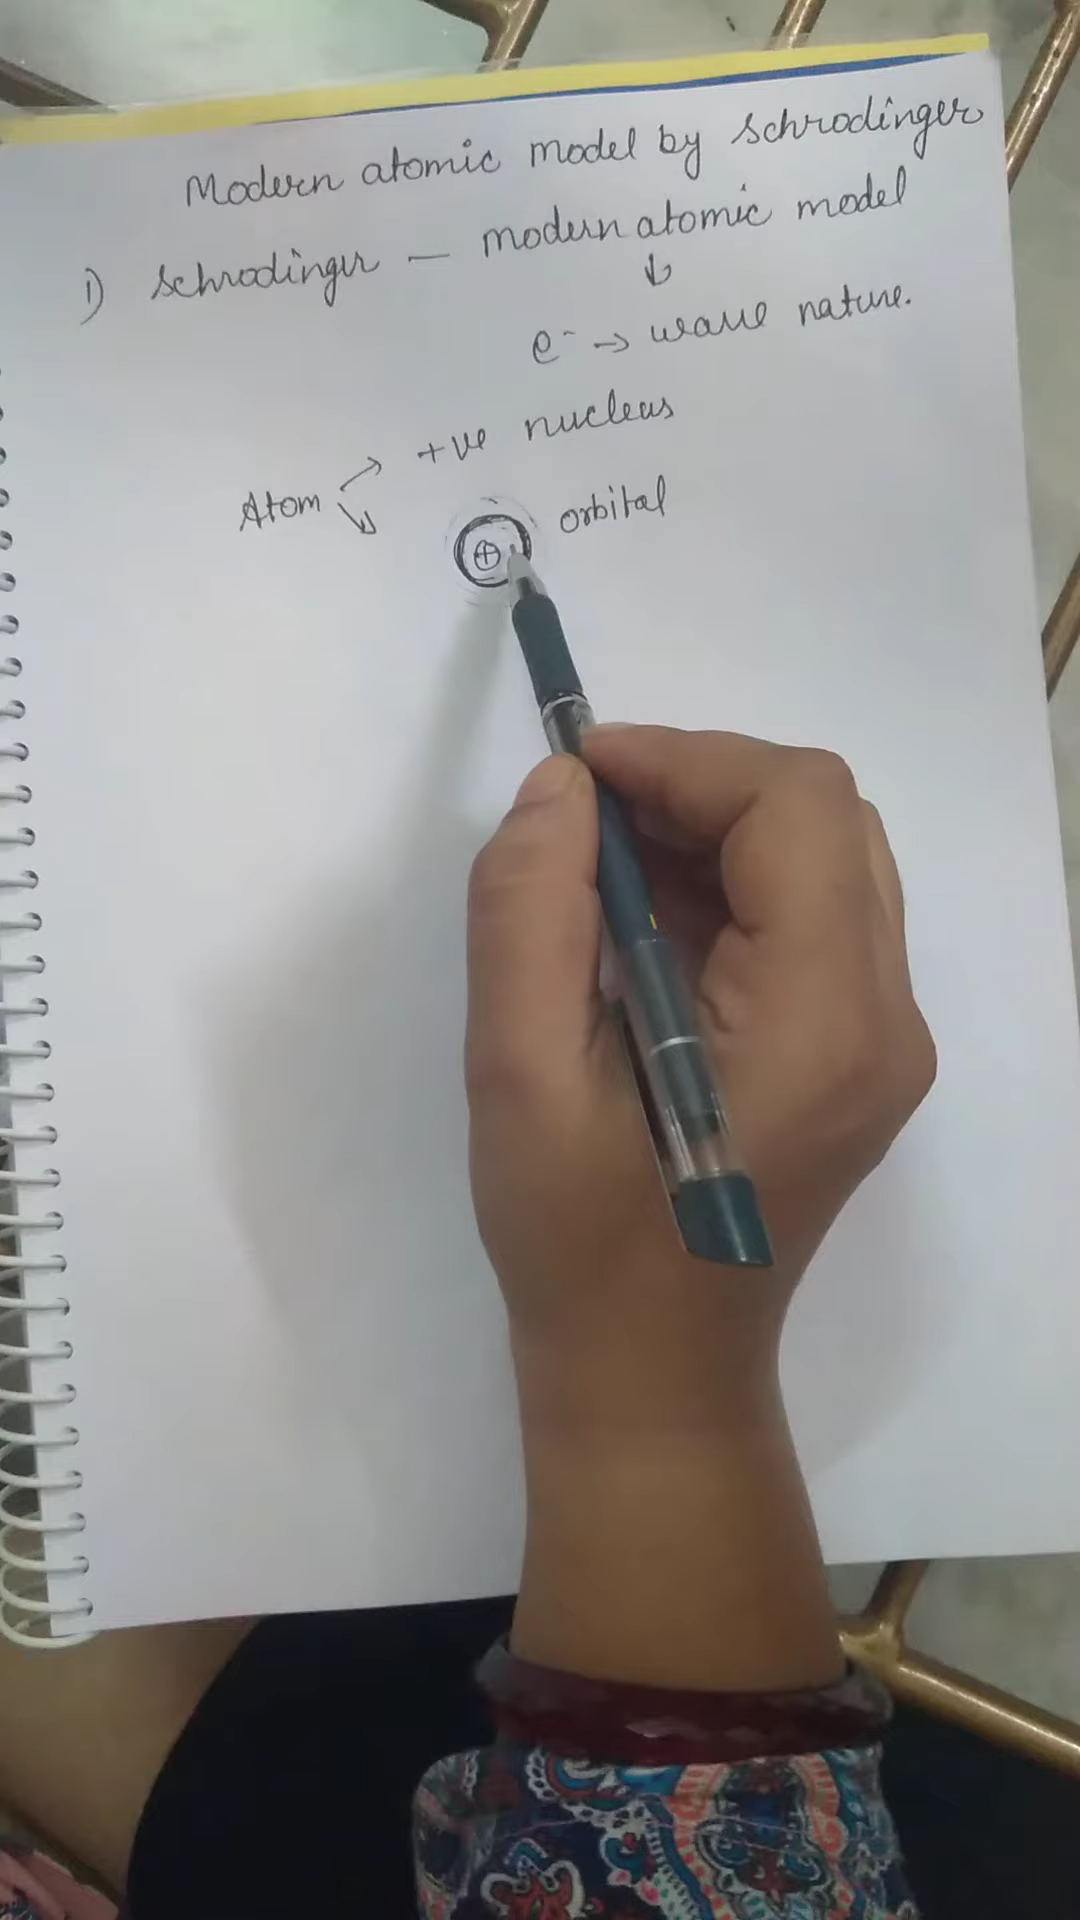 Modern atomic model by schrodinger
1) schrodinger — modern atomic model
↓
e⁻ → wave nature.
→ +ve nucleus
Atom ↘ orbital
⊕